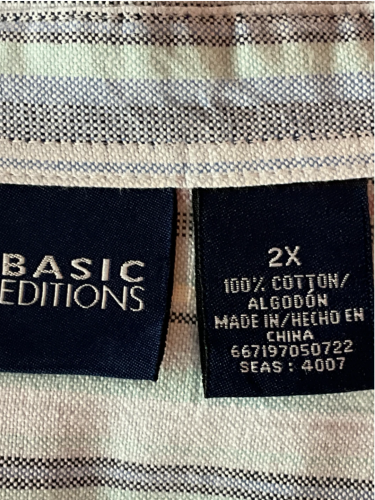 BASIC
EDITIONS
2X
100% COTTON/
ALGODÓN
MADE IN/HECHO EN
CHINA
667197050722
SEAS: 4007